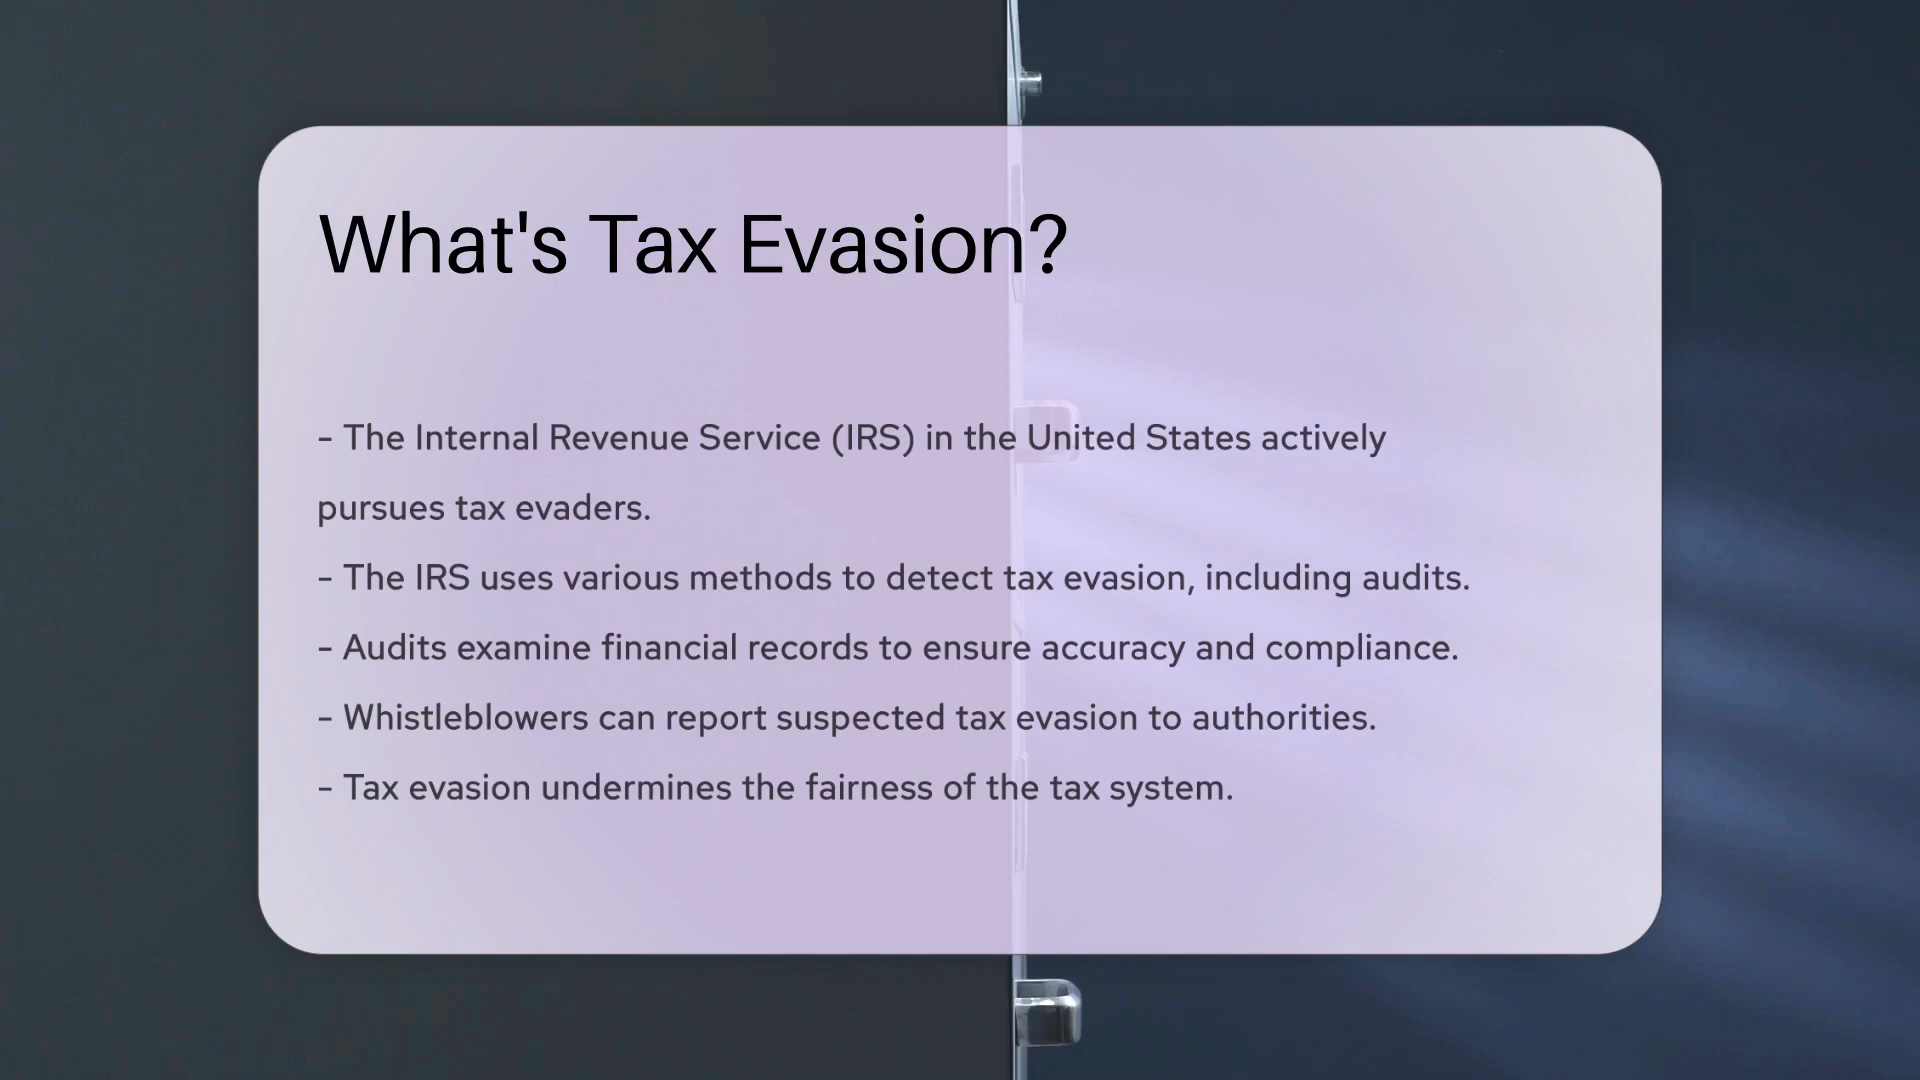 What's Tax Evasion?
- The Internal Revenue Service (IRS) in the United States actively
pursues tax evaders.
- The IRS uses various methods to detect tax evasion, including audits.
- Audits examine financial records to ensure accuracy and compliance.
- Whistleblowers can report suspected tax evasion to authorities.
- Tax evasion undermines the fairness of the tax system.